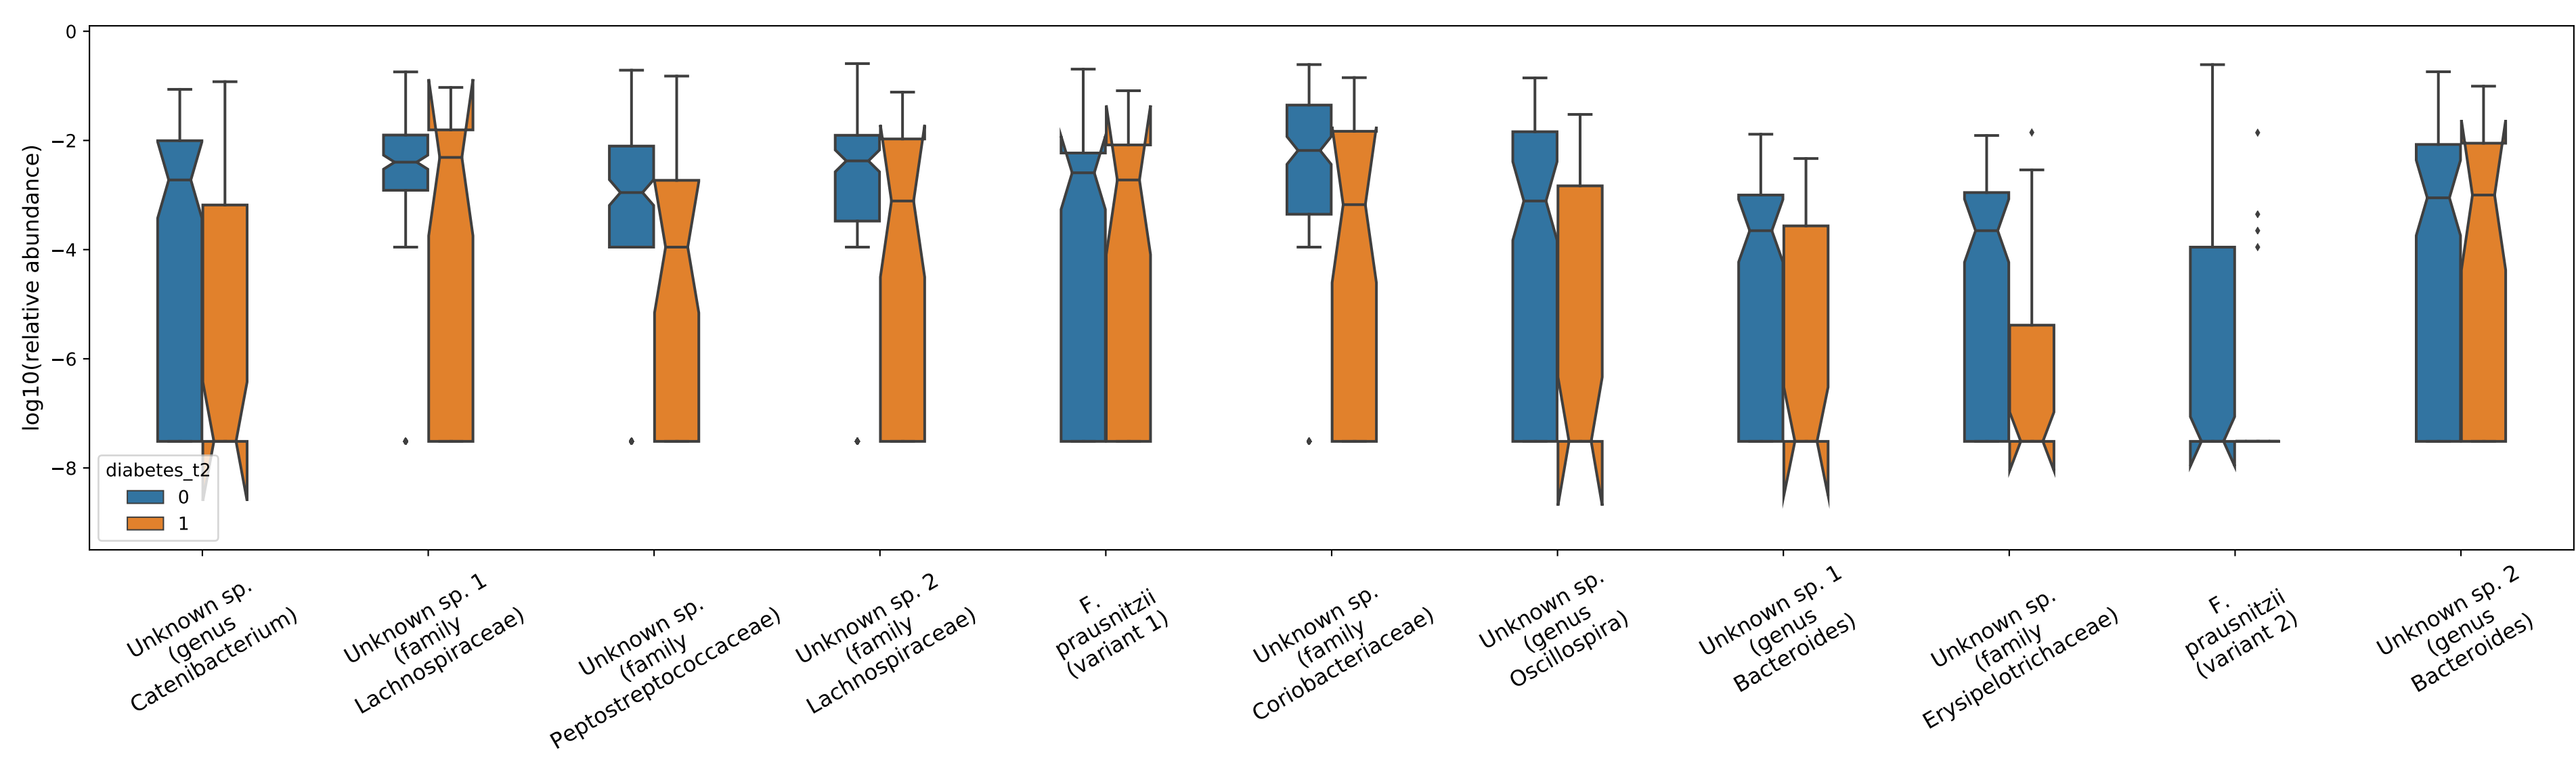 log10(relative abundance)
0
−2
−4
−6
−8
diabetes_t2
0
1
Unknown sp.
(genus
Catenibacterium)
Unknown sp. 1
(family
Lachnospiraceae)
Unknown sp.
(family
Peptostreptococcaceae)
Unknown sp. 2
(family
Lachnospiraceae)
F.
prausnitzii
(variant 1)
Unknown sp.
(family
Coriobacteriaceae)
Unknown sp.
(genus
Oscillospira)
Unknown sp. 1
(genus
Bacteroides)
Unknown sp.
(family
Erysipelotrichaceae)
F.
prausnitzii
(variant 2)
Unknown sp. 2
(genus
Bacteroides)